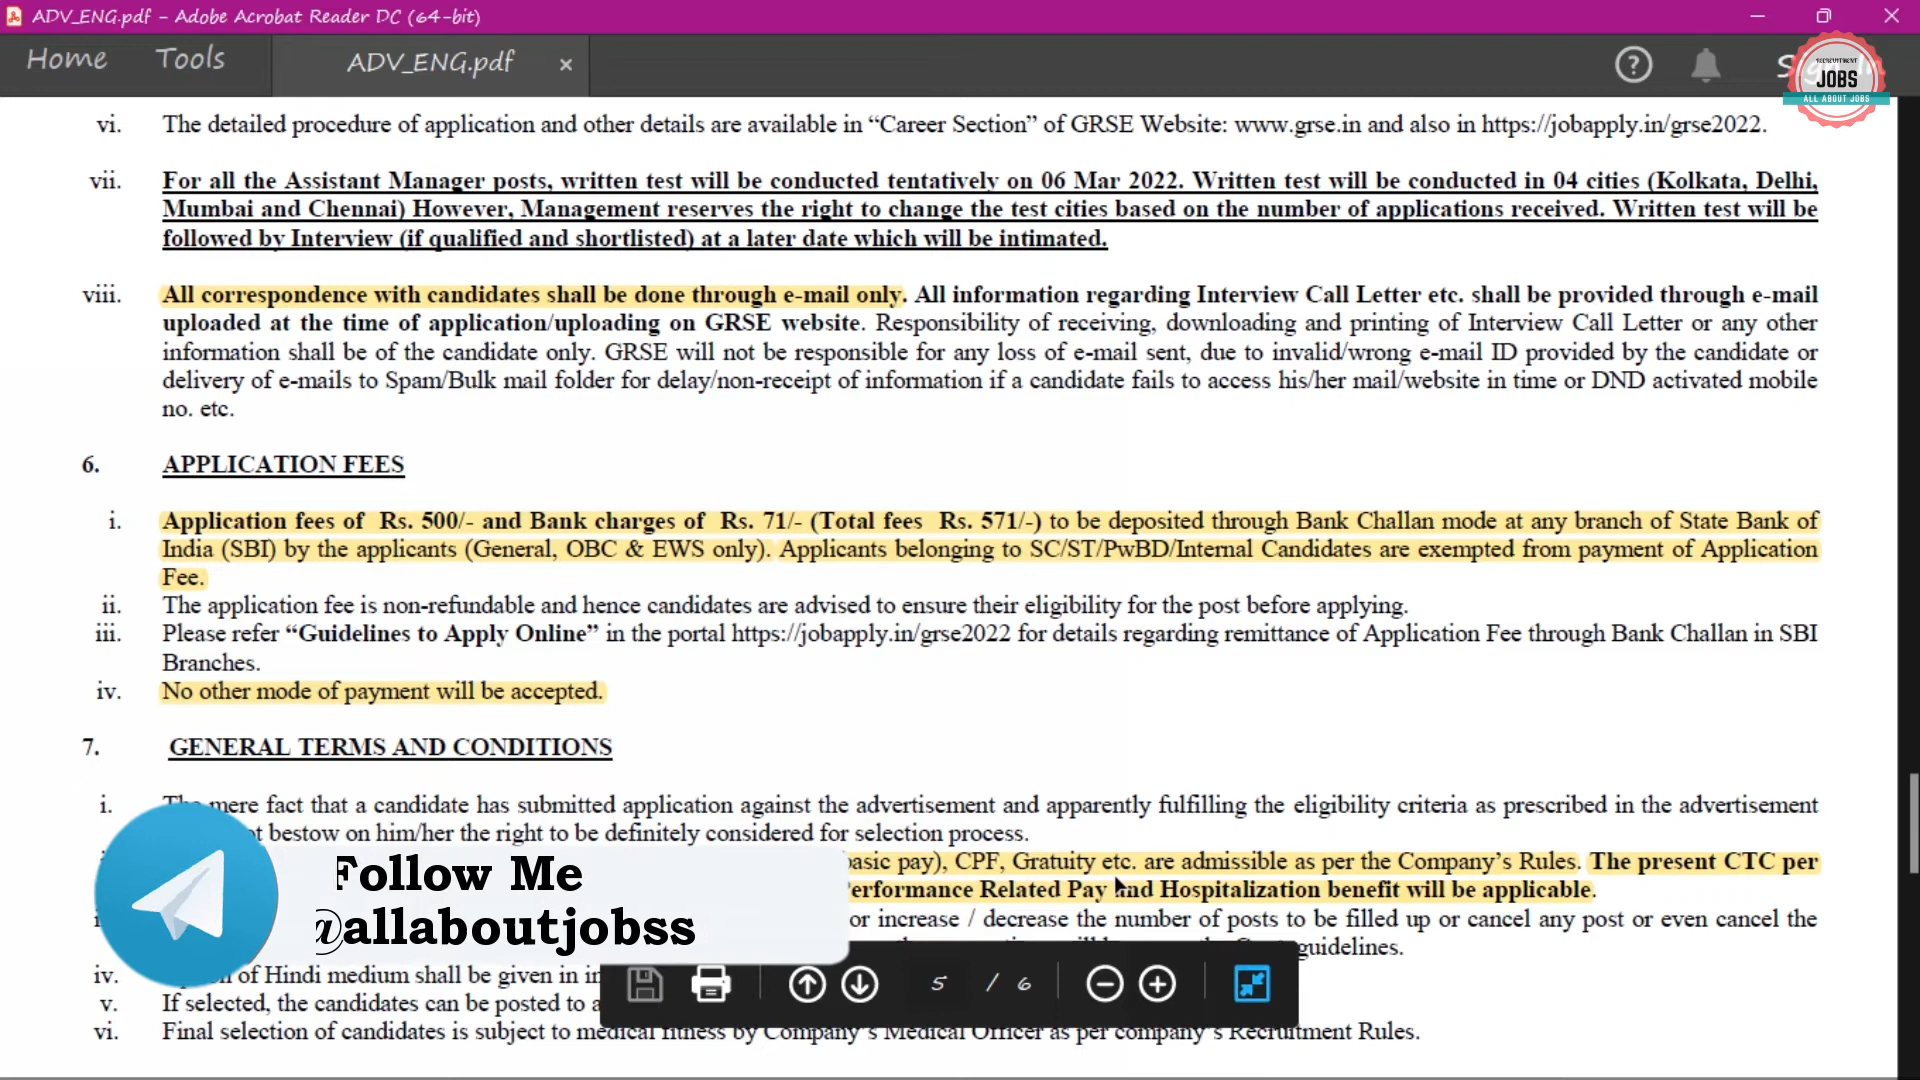 ADV_ENG.pdf - Adobe Acrobat Reader DC (64-bit)
Home Tools ADV_ENG.pdf ×
RECRUITMENT
JOBS
ALL ABOUT JOBS
vi. The detailed procedure of application and other details are available in “Career Section” of GRSE Website: www.grse.in and also in https://jobapply.in/grse2022.
vii. For all the Assistant Manager posts, written test will be conducted tentatively on 06 Mar 2022. Written test will be conducted in 04 cities (Kolkata, Delhi,
Mumbai and Chennai) However, Management reserves the right to change the test cities based on the number of applications received. Written test will be
followed by Interview (if qualified and shortlisted) at a later date which will be intimated.
viii. All correspondence with candidates shall be done through e-mail only. All information regarding Interview Call Letter etc. shall be provided through e-mail
uploaded at the time of application/uploading on GRSE website. Responsibility of receiving, downloading and printing of Interview Call Letter or any other
information shall be of the candidate only. GRSE will not be responsible for any loss of e-mail sent, due to invalid/wrong e-mail ID provided by the candidate or
delivery of e-mails to Spam/Bulk mail folder for delay/non-receipt of information if a candidate fails to access his/her mail/website in time or DND activated mobile
no. etc.
6. APPLICATION FEES
i. Application fees of Rs. 500/- and Bank charges of Rs. 71/- (Total fees Rs. 571/-) to be deposited through Bank Challan mode at any branch of State Bank of
India (SBI) by the applicants (General, OBC & EWS only). Applicants belonging to SC/ST/PwBD/Internal Candidates are exempted from payment of Application
Fee.
ii. The application fee is non-refundable and hence candidates are advised to ensure their eligibility for the post before applying.
iii. Please refer “Guidelines to Apply Online” in the portal https://jobapply.in/grse2022 for details regarding remittance of Application Fee through Bank Challan in SBI
Branches.
iv. No other mode of payment will be accepted.
7. GENERAL TERMS AND CONDITIONS
i. The mere fact that a candidate has submitted application against the advertisement and apparently fulfilling the eligibility criteria as prescribed in the advertisement
bestow on him/her the right to be definitely considered for selection process.
basic pay), CPF, Gratuity etc. are admissible as per the Company’s Rules. The present CTC per
Performance Related Pay and Hospitalization benefit will be applicable.
or increase / decrease the number of posts to be filled up or cancel any post or even cancel the
guidelines.
iv. of Hindi medium shall be given in
v. If selected, the candidates can be posted to
vi. Final selection of candidates is subject to medical fitness by Company’s Medical Officer as per company’s Recruitment Rules.
Follow Me
@allaboutjobss
5 / 6